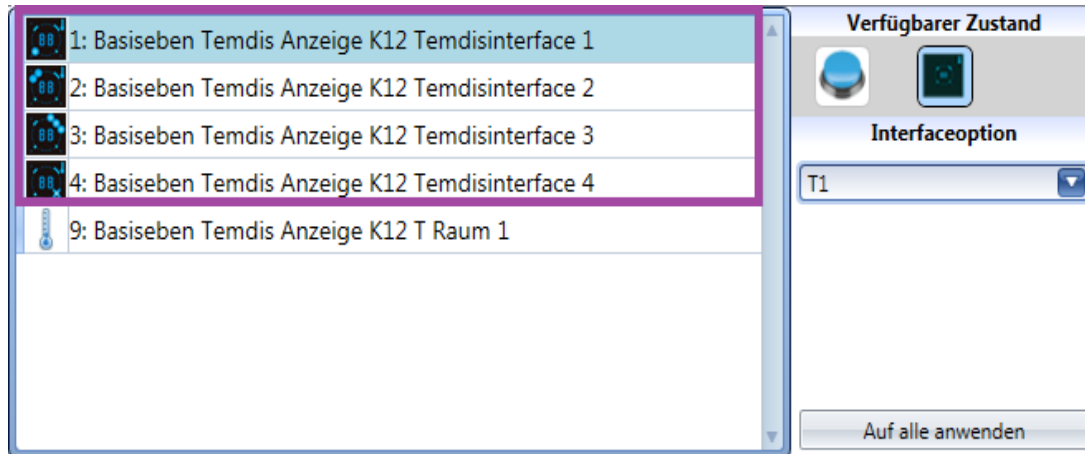 1: Basiseben Temdis Anzeige K12 Temdisinterface 1
2: Basiseben Temdis Anzeige K12 Temdisinterface 2
3: Basiseben Temdis Anzeige K12 Temdisinterface 3
4: Basiseben Temdis Anzeige K12 Temdisinterface 4
9: Basiseben Temdis Anzeige K12 T Raum 1
Verfügbarer Zustand
Interfaceoption
T1
Auf alle anwenden